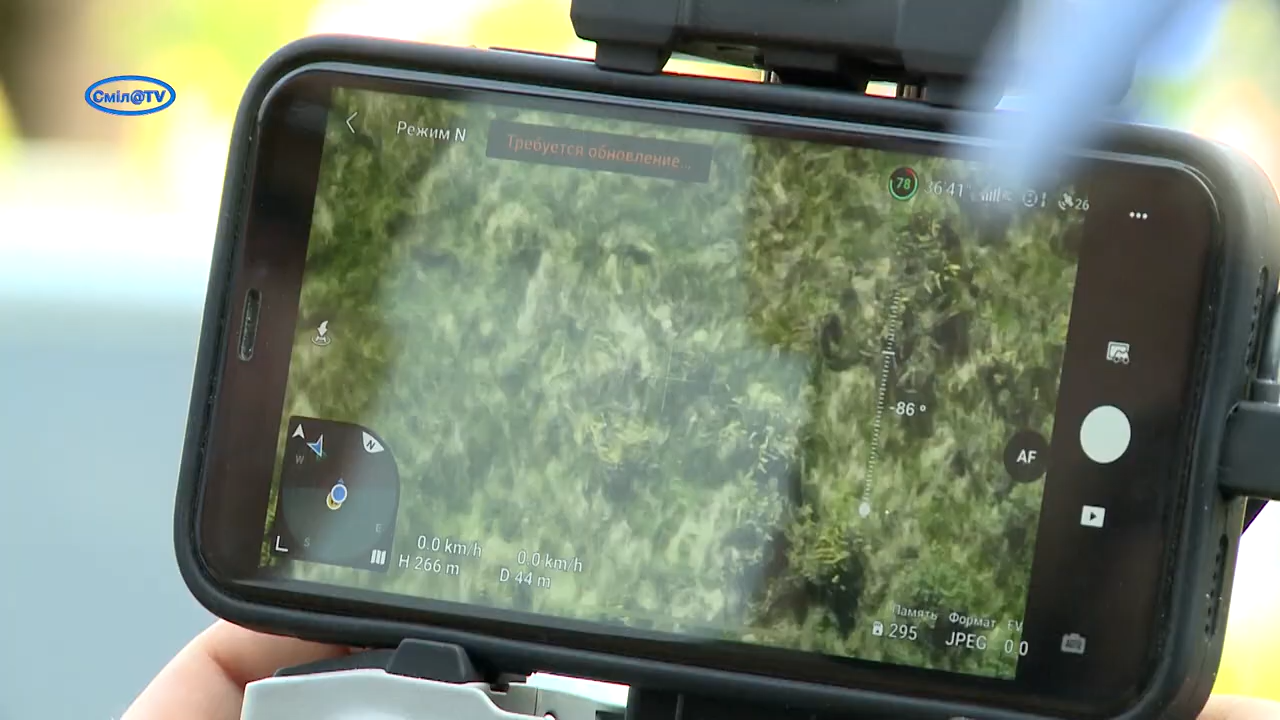 Сміл@TV
Режим N
Требуется обновление...
78
36'41"
26
-86°
AF
N
W
E
S
0.0 km/h
0.0 km/h
H 266 m
D 44 m
Память
Формат
EV
295
JPEG
0.0